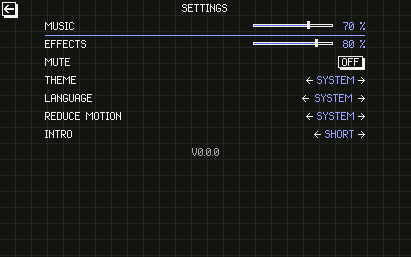 SETTINGS
MUSIC 70 %
EFFECTS 80 %
MUTE OFF
THEME ← SYSTEM →
LANGUAGE ← SYSTEM →
REDUCE MOTION ← SYSTEM →
INTRO ← SHORT →
V0.0.0